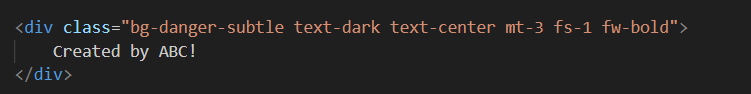 <div class="bg-danger-subtle text-dark text-center mt-3 fs-1 fw-bold">
    Created by ABC!
</div>